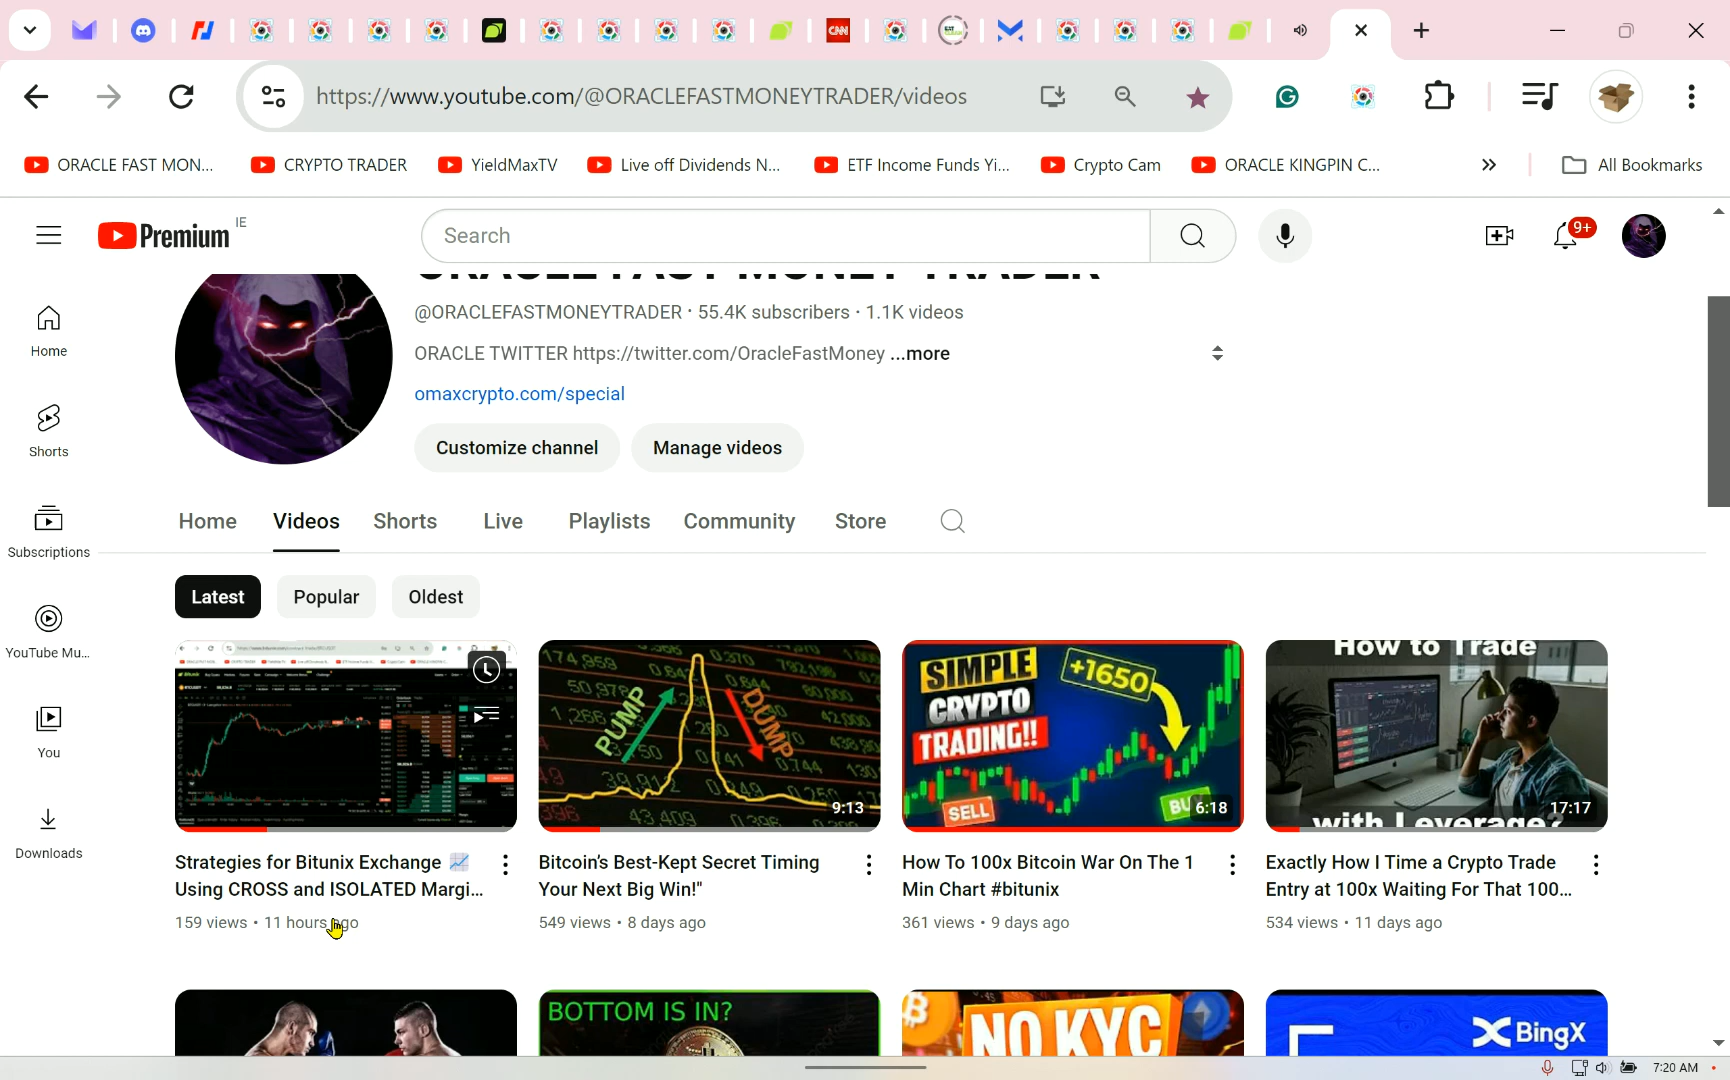 CNN
https://www.youtube.com/@ORACLEFASTMONEYTRADER/videos
ORACLE FAST MON...
CRYPTO TRADER
YieldMaxTV
Live off Dividends N...
ETF Income Funds Yi...
Crypto Cam
ORACLE KINGPIN C...
»
All Bookmarks
Premium IE
Search
9+
ORACLE FAST MONEY TRADER
@ORACLEFASTMONEYTRADER · 55.4K subscribers · 1.1K videos
ORACLE TWITTER https://twitter.com/OracleFastMoney ...more
omaxcrypto.com/special
Customize channel
Manage videos
Home
Shorts
Subscriptions
YouTube Mu...
You
Downloads
Home
Videos
Shorts
Live
Playlists
Community
Store
Latest
Popular
Oldest
PUMP
DUMP
9:13
SIMPLE
CRYPTO
TRADING!!
+1650
SELL
BU
6:18
How to Trade
with Leverage?
17:17
Strategies for Bitunix Exchange 📈
Using CROSS and ISOLATED Margi...
159 views · 11 hours ago
Bitcoin's Best-Kept Secret Timing
Your Next Big Win!"
549 views · 8 days ago
How To 100x Bitcoin War On The 1
Min Chart #bitunix
361 views · 9 days ago
Exactly How I Time a Crypto Trade
Entry at 100x Waiting For That 100...
534 views · 11 days ago
BOTTOM IS IN?
NO KYC
BingX
7:20 AM